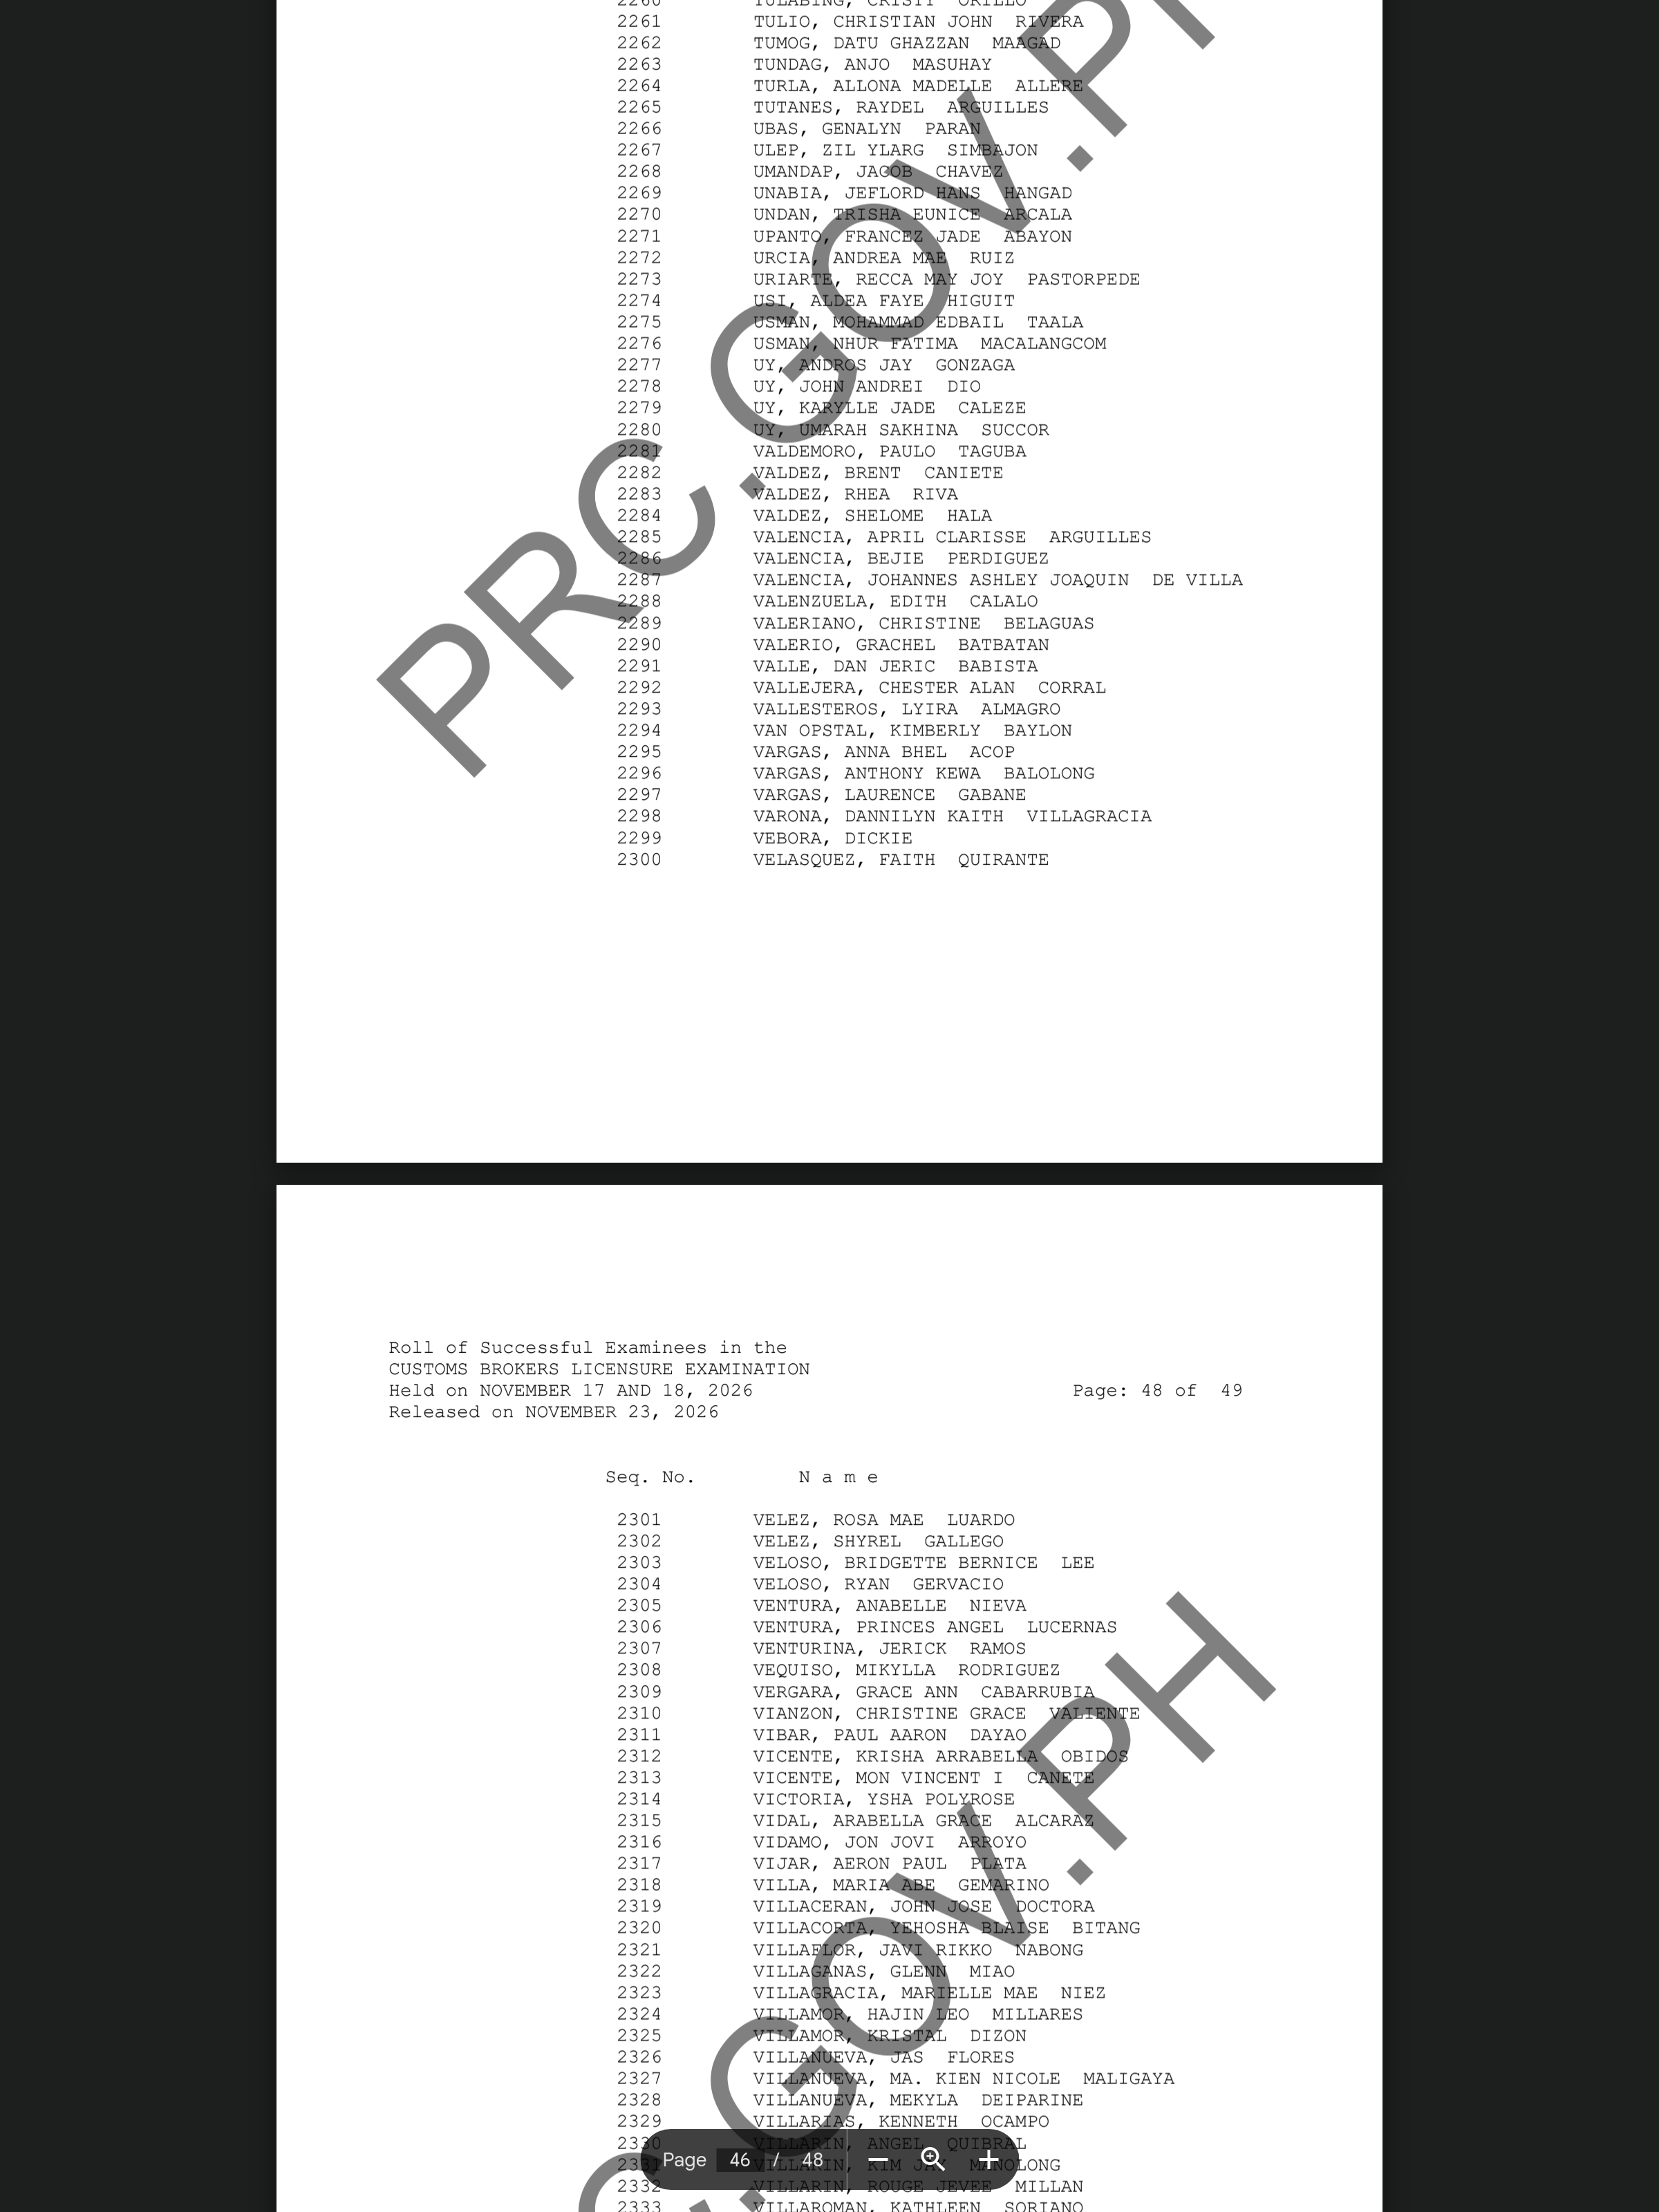 2260 TULABING, CRISTY ORILLO
2261 TULIO, CHRISTIAN JOHN RIVERA
2262 TUMOG, DATU GHAZZAN MAAGAD
2263 TUNDAG, ANJO MASUHAY
2264 TURLA, ALLONA MADELLE ALLERE
2265 TUTANES, RAYDEL ARGUILLES
2266 UBAS, GENALYN PARAN
2267 ULEP, ZIL YLARG SIMBAJON
2268 UMANDAP, JACOB CHAVEZ
2269 UNABIA, JEFLORD HANS HANGAD
2270 UNDAN, TRISHA EUNICE ARCALA
2271 UPANTO, FRANCEZ JADE ABAYON
2272 URCIA, ANDREA MAE RUIZ
2273 URIARTE, RECCA MAY JOY PASTORPEDE
2274 USI, ALDEA FAYE HIGUIT
2275 USMAN, MOHAMMAD EDBAIL TAALA
2276 USMAN, NHUR FATIMA MACALANGCOM
2277 UY, ANDROS JAY GONZAGA
2278 UY, JOHN ANDREI DIO
2279 UY, KARYLLE JADE CALEZE
2280 UY, UMARAH SAKHINA SUCCOR
2281 VALDEMORO, PAULO TAGUBA
2282 VALDEZ, BRENT CANIETE
2283 VALDEZ, RHEA RIVA
2284 VALDEZ, SHELOME HALA
2285 VALENCIA, APRIL CLARISSE ARGUILLES
2286 VALENCIA, BEJIE PERDIGUEZ
2287 VALENCIA, JOHANNES ASHLEY JOAQUIN DE VILLA
2288 VALENZUELA, EDITH CALALO
2289 VALERIANO, CHRISTINE BELAGUAS
2290 VALERIO, GRACHEL BATBATAN
2291 VALLE, DAN JERIC BABISTA
2292 VALLEJERA, CHESTER ALAN CORRAL
2293 VALLESTEROS, LYIRA ALMAGRO
2294 VAN OPSTAL, KIMBERLY BAYLON
2295 VARGAS, ANNA BHEL ACOP
2296 VARGAS, ANTHONY KEWA BALOLONG
2297 VARGAS, LAURENCE GABANE
2298 VARONA, DANNILYN KAITH VILLAGRACIA
2299 VEBORA, DICKIE
2300 VELASQUEZ, FAITH QUIRANTE
PRC.GOV.PH
Roll of Successful Examinees in the
CUSTOMS BROKERS LICENSURE EXAMINATION
Held on NOVEMBER 17 AND 18, 2026 Page: 48 of 49
Released on NOVEMBER 23, 2026
Seq. No. N a m e
2301 VELEZ, ROSA MAE LUARDO
2302 VELEZ, SHYREL GALLEGO
2303 VELOSO, BRIDGETTE BERNICE LEE
2304 VELOSO, RYAN GERVACIO
2305 VENTURA, ANABELLE NIEVA
2306 VENTURA, PRINCES ANGEL LUCERNAS
2307 VENTURINA, JERICK RAMOS
2308 VEQUISO, MIKYLLA RODRIGUEZ
2309 VERGARA, GRACE ANN CABARRUBIA
2310 VIANZON, CHRISTINE GRACE VALIENTE
2311 VIBAR, PAUL AARON DAYAO
2312 VICENTE, KRISHA ARRABELLA OBIDOS
2313 VICENTE, MON VINCENT I CANETE
2314 VICTORIA, YSHA POLYROSE
2315 VIDAL, ARABELLA GRACE ALCARAZ
2316 VIDAMO, JON JOVI ARROYO
2317 VIJAR, AERON PAUL PLATA
2318 VILLA, MARIA ABE GEMARINO
2319 VILLACERAN, JOHN JOSE DOCTORA
2320 VILLACORTA, YEHOSHA BLAISE BITANG
2321 VILLAFLOR, JAVI RIKKO NABONG
2322 VILLAGANAS, GLENN MIAO
2323 VILLAGRACIA, MARIELLE MAE NIEZ
2324 VILLAMOR, HAJIN LEO MILLARES
2325 VILLAMOR, KRISTAL DIZON
2326 VILLANUEVA, JAS FLORES
2327 VILLANUEVA, MA. KIEN NICOLE MALIGAYA
2328 VILLANUEVA, MEKYLA DEIPARINE
2329 VILLARIAS, KENNETH OCAMPO
2330 VILLARIN, ANGEL QUIBRAL
2331 VILLARIN, KIM JAY MANOLONG
2332 VILLARIN, ROUGE JEVEE MILLAN
2333 VILLAROMAN, KATHLEEN SORIANO
GOV.PH
Page 46 / 48